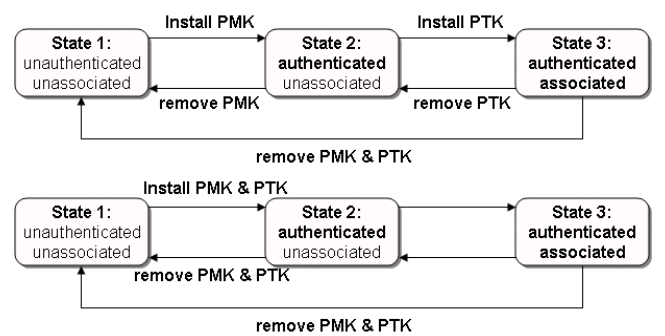 Install PMK
Install PTK
State 1:
unauthenticated
unassociated
State 2:
authenticated
unassociated
State 3:
authenticated
associated
remove PMK
remove PTK
remove PMK & PTK
Install PMK & PTK
State 1:
unauthenticated
unassociated
State 2:
authenticated
unassociated
State 3:
authenticated
associated
remove PMK & PTK
remove PMK & PTK